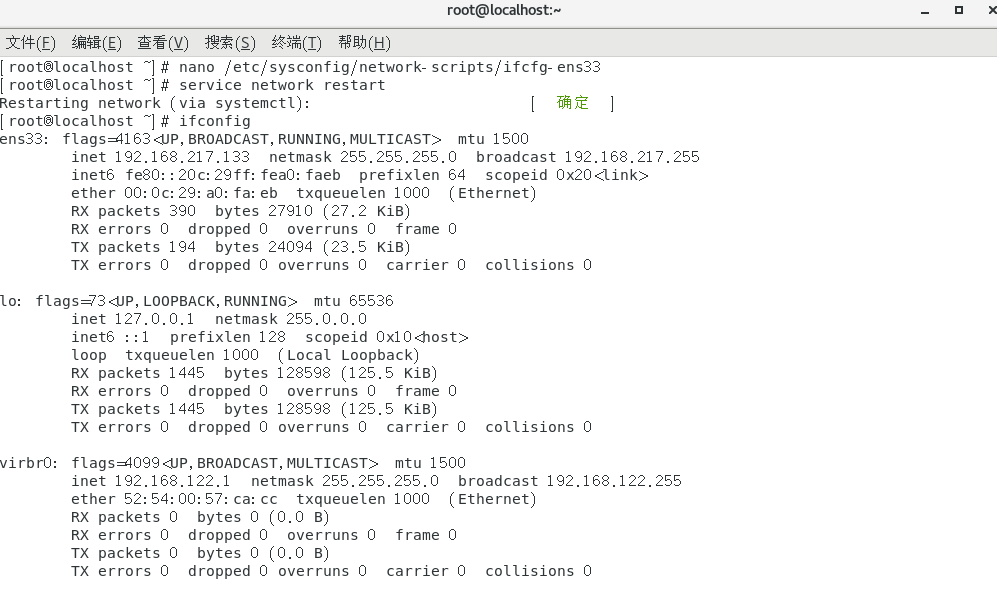 root@localhost:~
文件(F) 编辑(E) 查看(V) 搜索(S) 终端(T) 帮助(H)
[root@localhost ~]# nano /etc/sysconfig/network-scripts/ifcfg-ens33
[root@localhost ~]# service network restart
Restarting network (via systemctl): [ 确定 ]
[root@localhost ~]# ifconfig
ens33: flags=4163<UP,BROADCAST,RUNNING,MULTICAST> mtu 1500
inet 192.168.217.133 netmask 255.255.255.0 broadcast 192.168.217.255
inet6 fe80::20c:29ff:fea0:faeb prefixlen 64 scopeid 0x20<link>
ether 00:0c:29:a0:fa:eb txqueuelen 1000 (Ethernet)
RX packets 390 bytes 27910 (27.2 KiB)
RX errors 0 dropped 0 overruns 0 frame 0
TX packets 194 bytes 24094 (23.5 KiB)
TX errors 0 dropped 0 overruns 0 carrier 0 collisions 0
lo: flags=73<UP,LOOPBACK,RUNNING> mtu 65536
inet 127.0.0.1 netmask 255.0.0.0
inet6 ::1 prefixlen 128 scopeid 0x10<host>
loop txqueuelen 1000 (Local Loopback)
RX packets 1445 bytes 128598 (125.5 KiB)
RX errors 0 dropped 0 overruns 0 frame 0
TX packets 1445 bytes 128598 (125.5 KiB)
TX errors 0 dropped 0 overruns 0 carrier 0 collisions 0
virbr0: flags=4099<UP,BROADCAST,MULTICAST> mtu 1500
inet 192.168.122.1 netmask 255.255.255.0 broadcast 192.168.122.255
ether 52:54:00:57:ca:cc txqueuelen 1000 (Ethernet)
RX packets 0 bytes 0 (0.0 B)
RX errors 0 dropped 0 overruns 0 frame 0
TX packets 0 bytes 0 (0.0 B)
TX errors 0 dropped 0 overruns 0 carrier 0 collisions 0